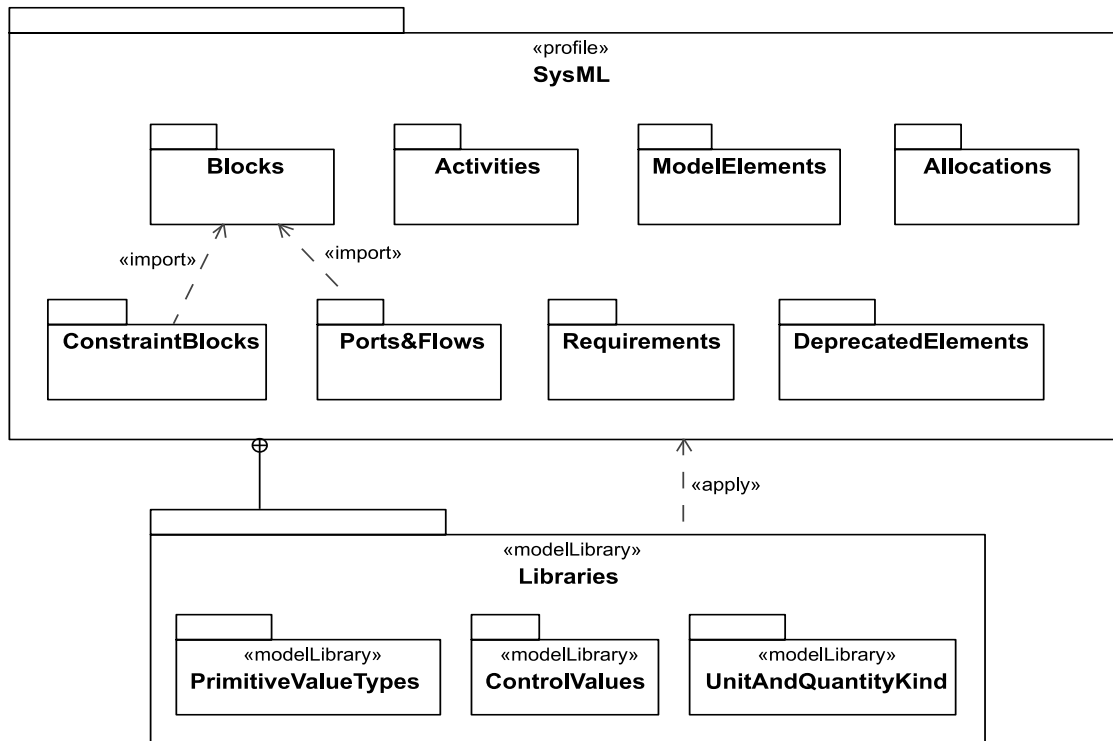 «profile»
SysML
Blocks
Activities
ModelElements
Allocations
«import»
«import»
ConstraintBlocks
Ports&Flows
Requirements
DeprecatedElements
«apply»
«modelLibrary»
Libraries
«modelLibrary»
PrimitiveValueTypes
«modelLibrary»
ControlValues
«modelLibrary»
UnitAndQuantityKind